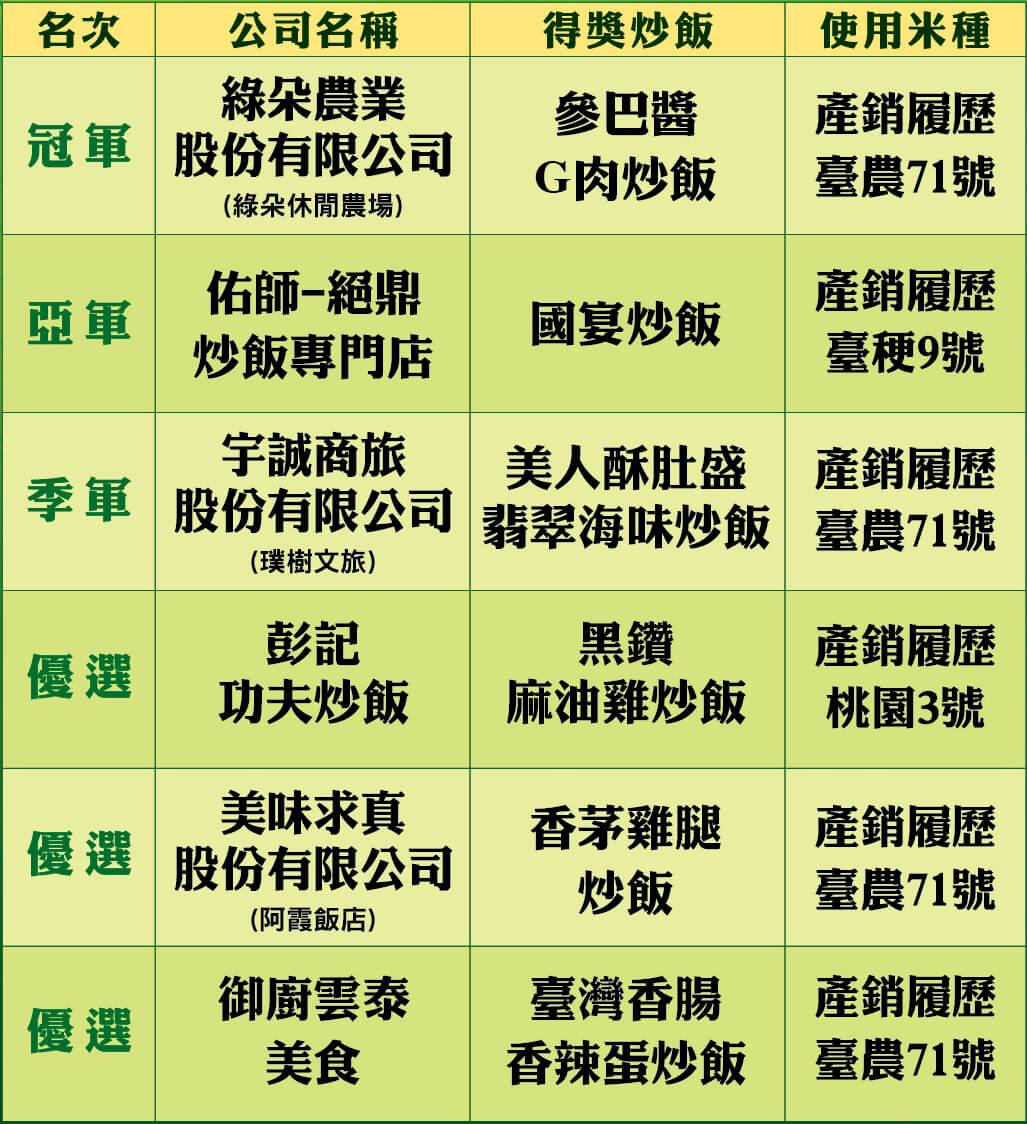 名次 公司名稱 得獎炒飯 使用米種
冠軍
綠朵農業
股份有限公司
(綠朵休閒農場)
參巴醬
G肉炒飯
產銷履歷
臺農71號
亞軍
佑師-絕鼎
炒飯專門店
國宴炒飯
產銷履歷
臺稉9號
季軍
宇誠商旅
股份有限公司
(璞樹文旅)
美人酥肚盛
翡翠海味炒飯
產銷履歷
臺農71號
優選
彭記
功夫炒飯
黑鑽
麻油雞炒飯
產銷履歷
桃園3號
優選
美味求真
股份有限公司
(阿霞飯店)
香茅雞腿
炒飯
產銷履歷
臺農71號
優選
御廚雲泰
美食
臺灣香腸
香辣蛋炒飯
產銷履歷
臺農71號